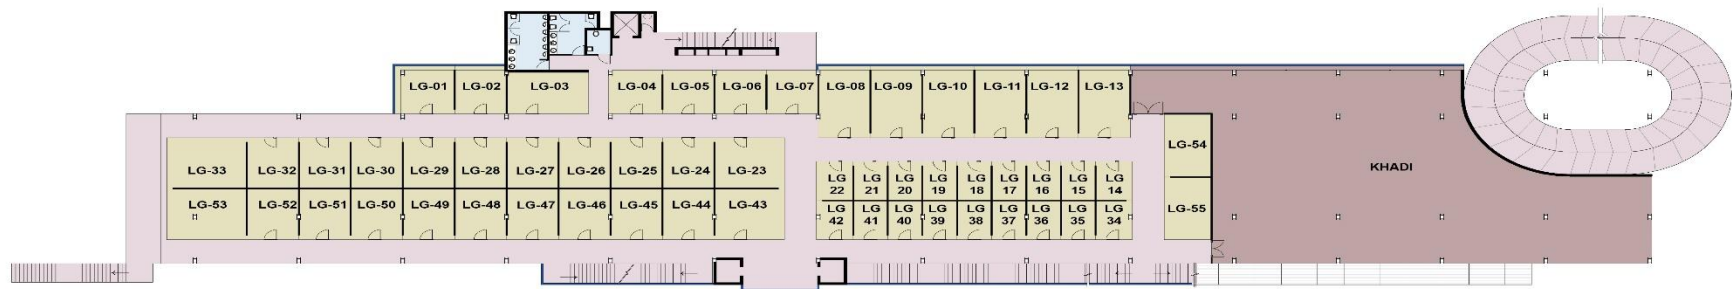 LG-01 LG-02 LG-03 LG-04 LG-05 LG-06 LG-07 LG-08 LG-09 LG-10 LG-11 LG-12 LG-13
LG-33 LG-32 LG-31 LG-30 LG-29 LG-28 LG-27 LG-26 LG-25 LG-24 LG-23
LG-53 LG-52 LG-51 LG-50 LG-49 LG-48 LG-47 LG-46 LG-45 LG-44 LG-43
LG LG LG LG LG LG LG LG LG
22 21 20 19 18 17 16 15 14
LG LG LG LG LG LG LG LG LG
42 41 40 39 38 37 36 35 34
LG-54
LG-55
KHADI